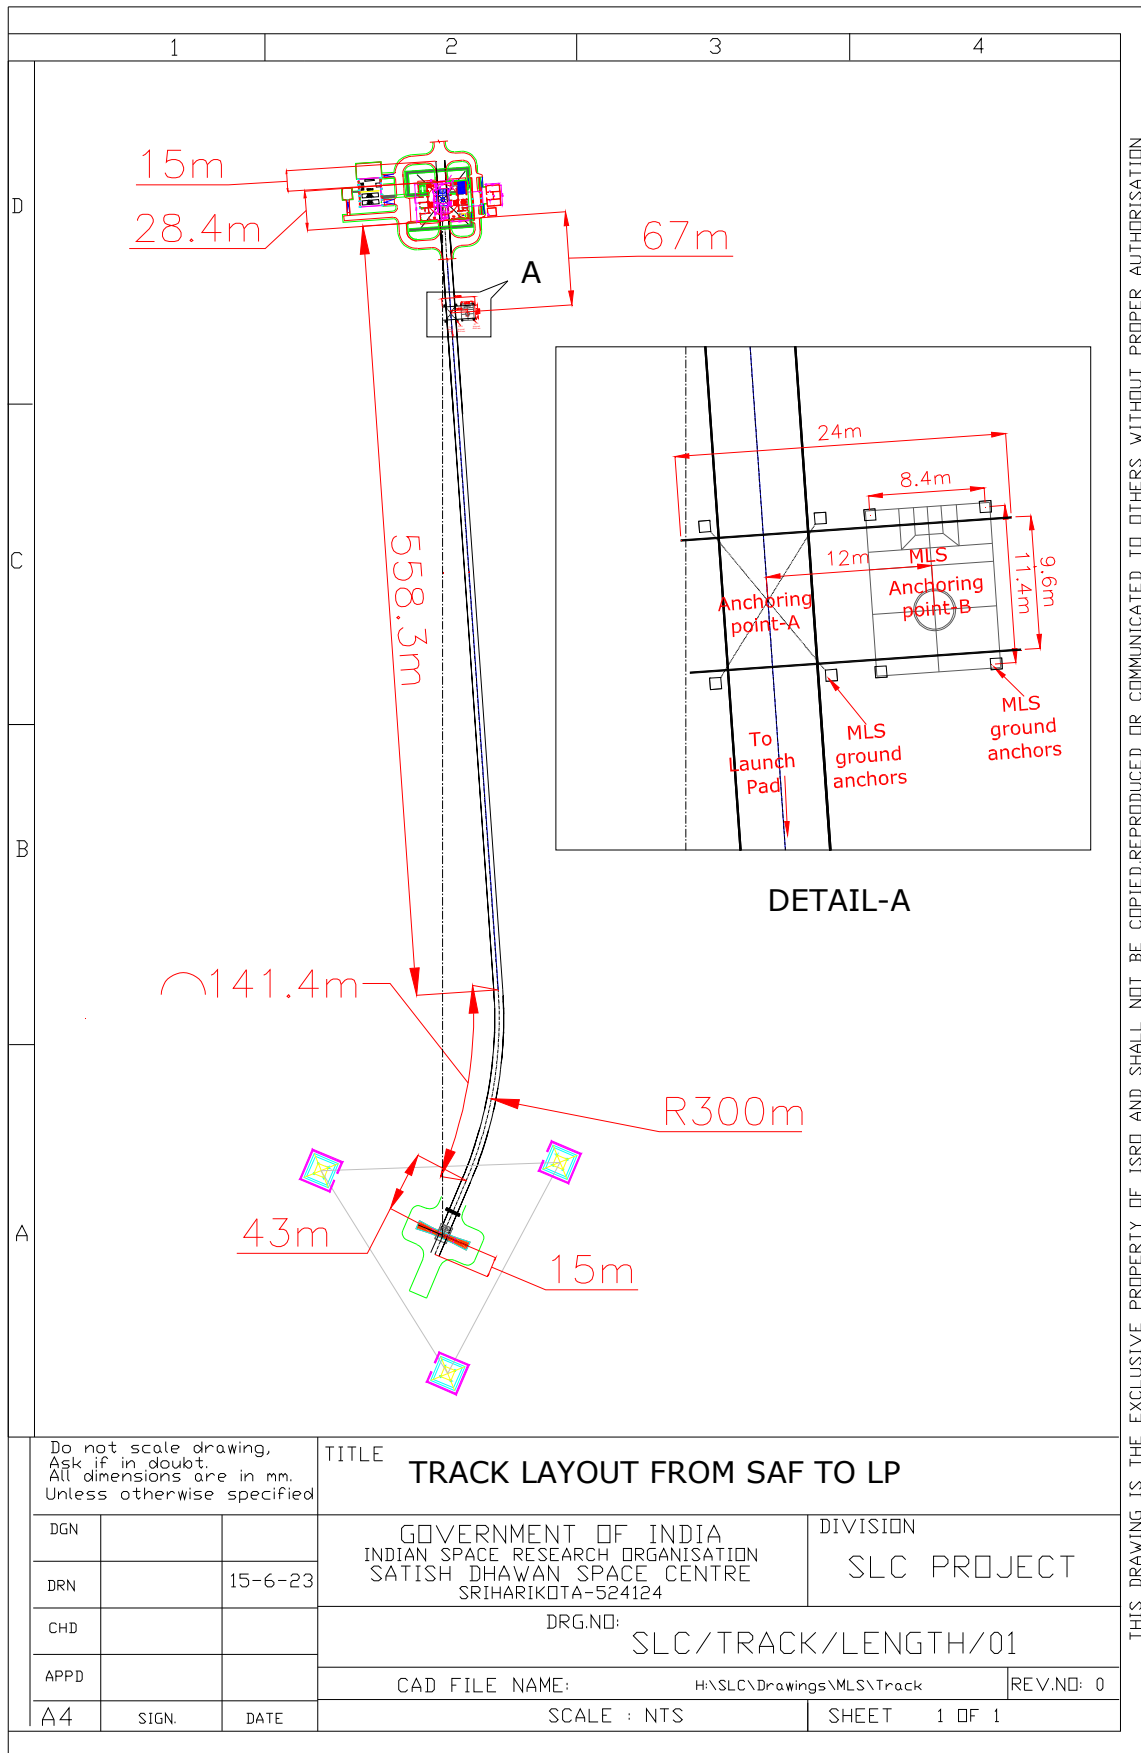 1 2 3 4
D
C
B
A
15m
28.4m
67m
A
558.3m
141.4m
R300m
43m
15m
24m
8.4m
12m
MLS
9.6m
11.4m
Anchoring
point-A
Anchoring
point-B
MLS
ground
anchors
MLS
ground
anchors
To
Launch
Pad
DETAIL-A
THIS DRAWING IS THE EXCLUSIVE PROPERTY OF ISRO AND SHALL NOT BE COPIED,REPRODUCED OR COMMUNICATED TO OTHERS WITHOUT PROPER AUTHORISATION
Do not scale drawing,
Ask if in doubt.
All dimensions are in mm.
Unless otherwise specified
TITLE
TRACK LAYOUT FROM SAF TO LP
DGN
DRN 15-6-23
CHD
APPD
A4 SIGN. DATE
GOVERNMENT OF INDIA
INDIAN SPACE RESEARCH ORGANISATION
SATISH DHAWAN SPACE CENTRE
SRIHARIKOTA-524124
DIVISION
SLC PROJECT
DRG.NO:
SLC/TRACK/LENGTH/01
CAD FILE NAME: H:\SLC\Drawings\MLS\Track REV.NO: 0
SCALE : NTS SHEET 1 OF 1